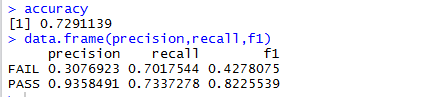 > accuracy
[1] 0.7291139
> data.frame(precision,recall,f1)
precision recall f1
FAIL 0.3076923 0.7017544 0.4278075
PASS 0.9358491 0.7337278 0.8225539
>